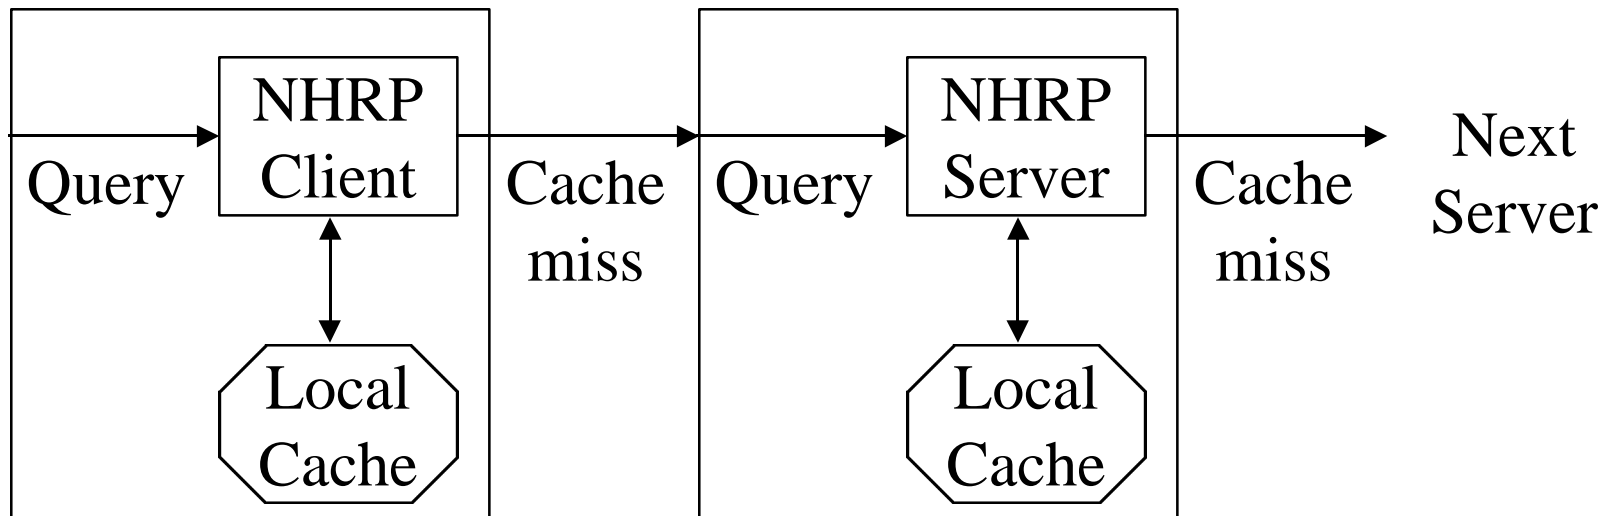 NHRP
Client
Query
Local
Cache
Cache
miss
NHRP
Server
Query
Local
Cache
Cache
miss
Next
Server